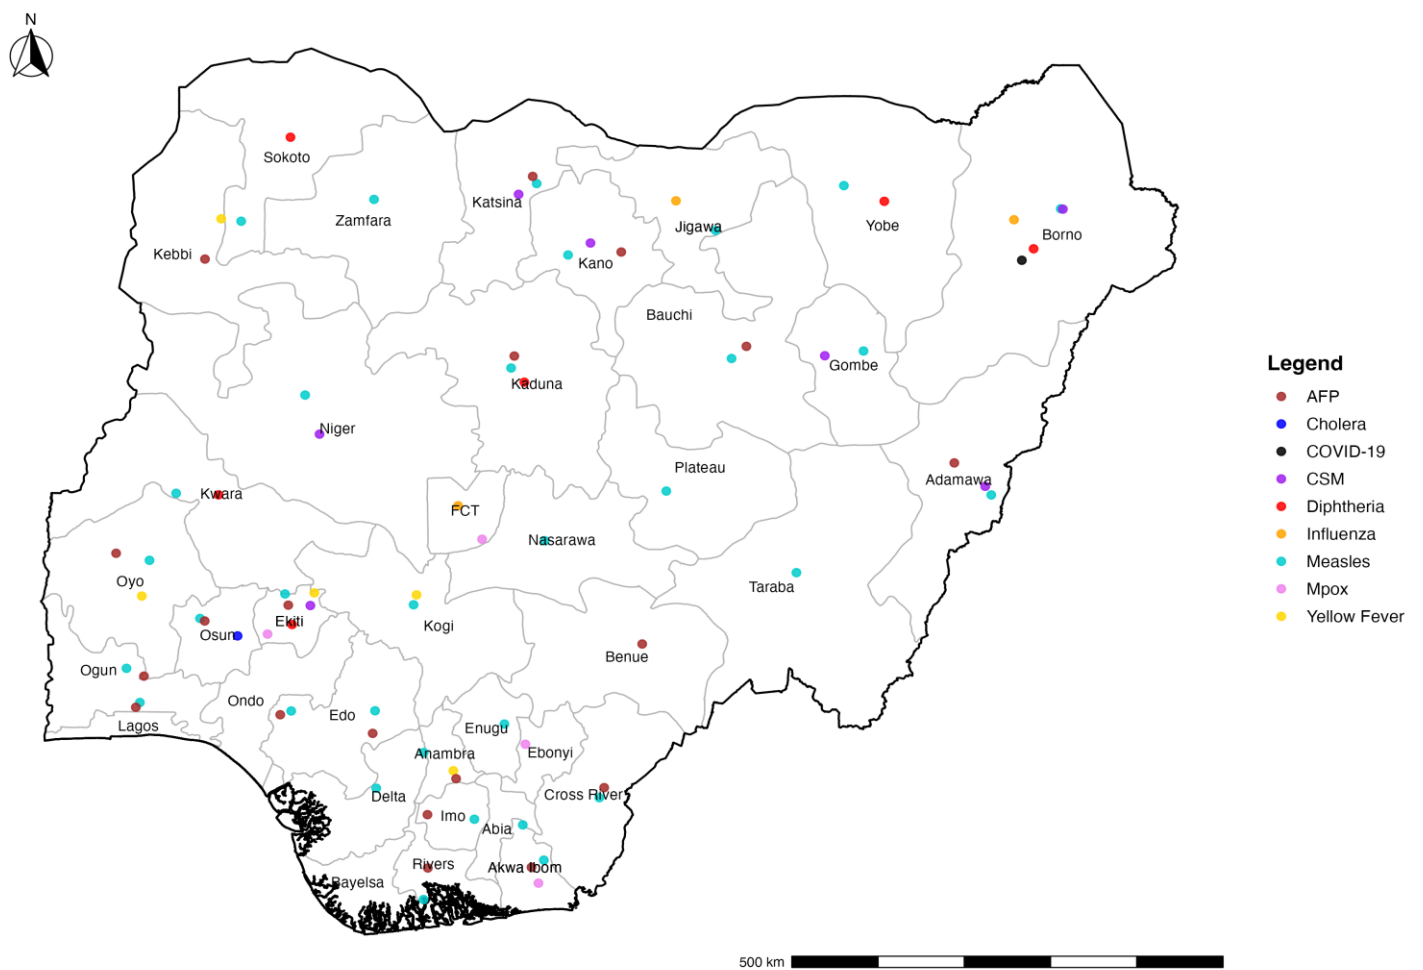 N
Sokoto
Zamfara
Katsina
Jigawa
Yobe
Borno
Kebbi
Kano
Bauchi
Gombe
Kaduna
Niger
Plateau
Adamawa
Kwara
FCT
Nasarawa
Oyo
Taraba
Osun
Ekiti
Kogi
Benue
Ogun
Ondo
Edo
Lagos
Enugu
Anambra
Ebonyi
Delta
Cross River
Imo
Abia
Rivers
Akwa Ibom
Bayelsa
Legend
AFP
Cholera
COVID-19
CSM
Diphtheria
Influenza
Measles
Mpox
Yellow Fever
500 km